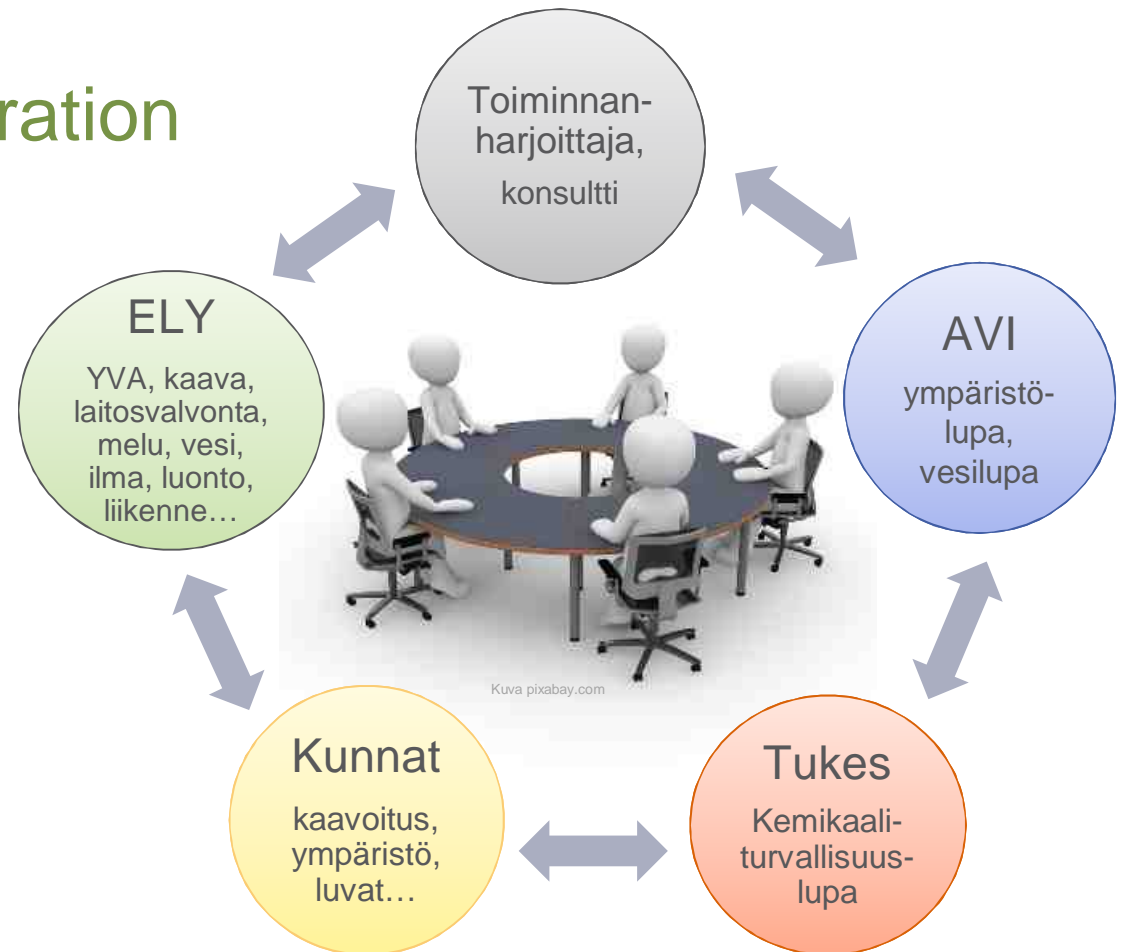 ration
Toiminnan-
harjoittaja,
konsultti
ELY
YVA, kaava,
laitosvalvonta,
melu, vesi,
ilma, luonto,
liikenne…
AVI
ympäristö-
lupa,
vesilupa
Kuva pixabay.com
Kunnat
kaavoitus,
ympäristö,
luvat…
Tukes
Kemikaali-
turvallisuus-
lupa